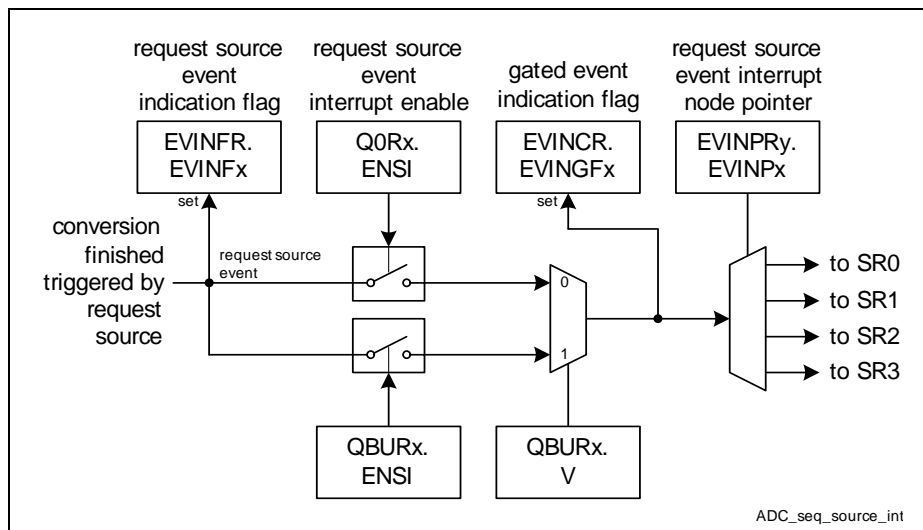 request source
event
indication flag
request source
event
interrupt enable
gated event
indication flag
request source
event interrupt
node pointer
EVINFR.
EVINFx
Q0Rx.
ENSI
EVINCR.
EVINGFx
EVINPRy.
EVINPx
set
set
conversion
finished
triggered by
request
source
request source
event
0
1
to SR0
to SR1
to SR2
to SR3
QBURx.
ENSI
QBURx.
V
ADC_seq_source_int